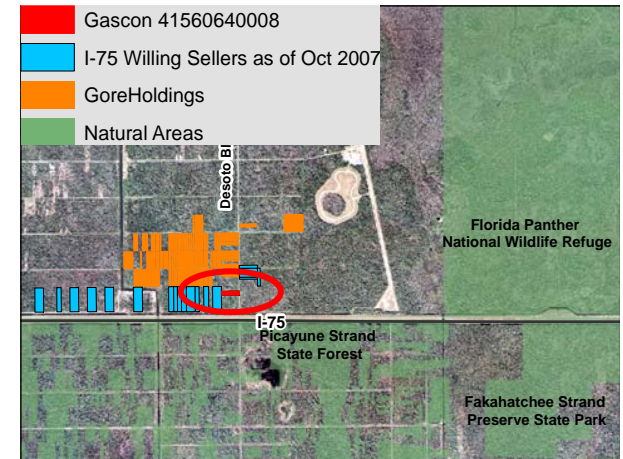 Gascon 41560640008
I-75 Willing Sellers as of Oct 2007
GoreHoldings
Natural Areas
Desoto
Florida Panther
National Wildlife Refuge
I-75
Picayune Strand
State Forest
Fakahatchee Strand
Preserve State Park